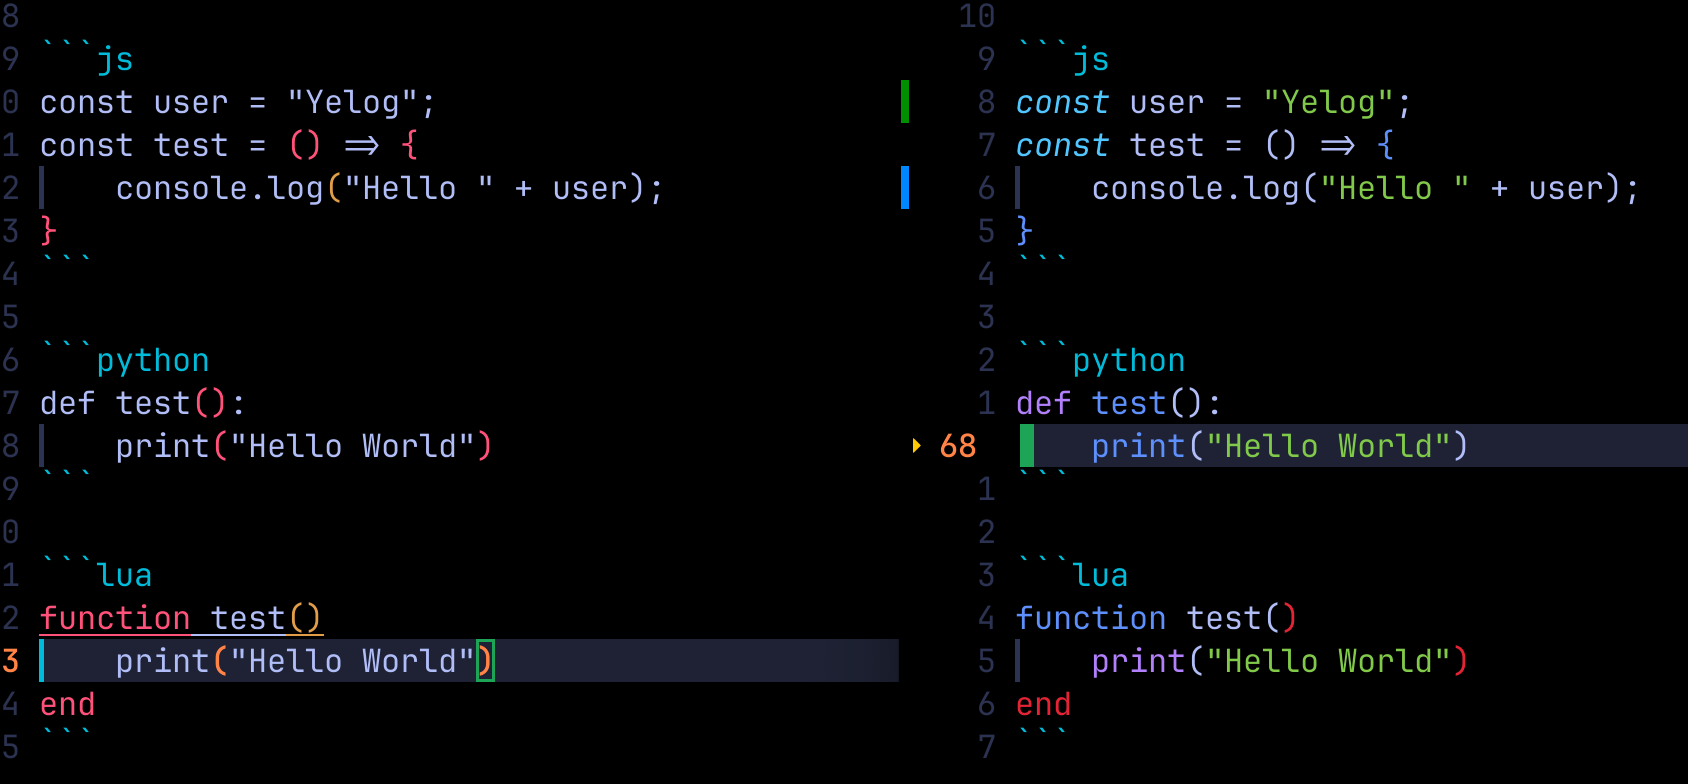 8
9 ```js
0 const user = "Yelog";
1 const test = () => {
2     console.log("Hello " + user);
3 }
4 ```
5
6 ```python
7 def test():
8     print("Hello World")
9 ```
0
1 ```lua
2 function test()
3     print("Hello World")
4 end
5 ```
10
9 ```js
8 const user = "Yelog";
7 const test = () => {
6     console.log("Hello " + user);
5 }
4 ```
3
2 ```python
1 def test():
68     print("Hello World")
1 ```
2
3 ```lua
4 function test()
5     print("Hello World")
6 end
7 ```